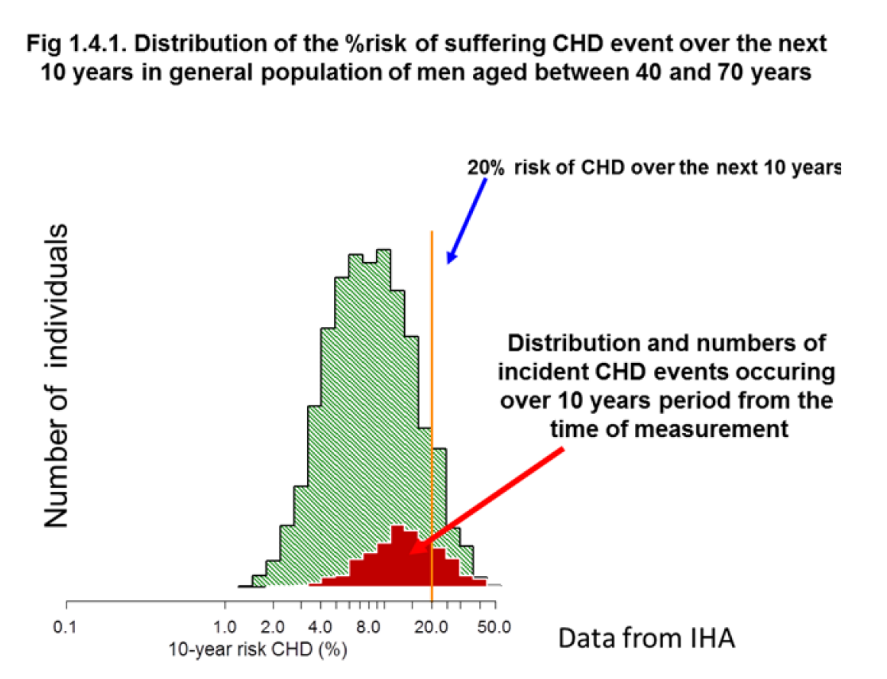 Fig 1.4.1. Distribution of the %risk of suffering CHD event over the next
10 years in general population of men aged between 40 and 70 years
20% risk of CHD over the next 10 years
Number of individuals
Distribution and numbers of
incident CHD events occuring
over 10 years period from the
time of measurement
0.1 1.0 2.0 4.0 8.0 20.0 50.0
10-year risk CHD (%)
Data from IHA